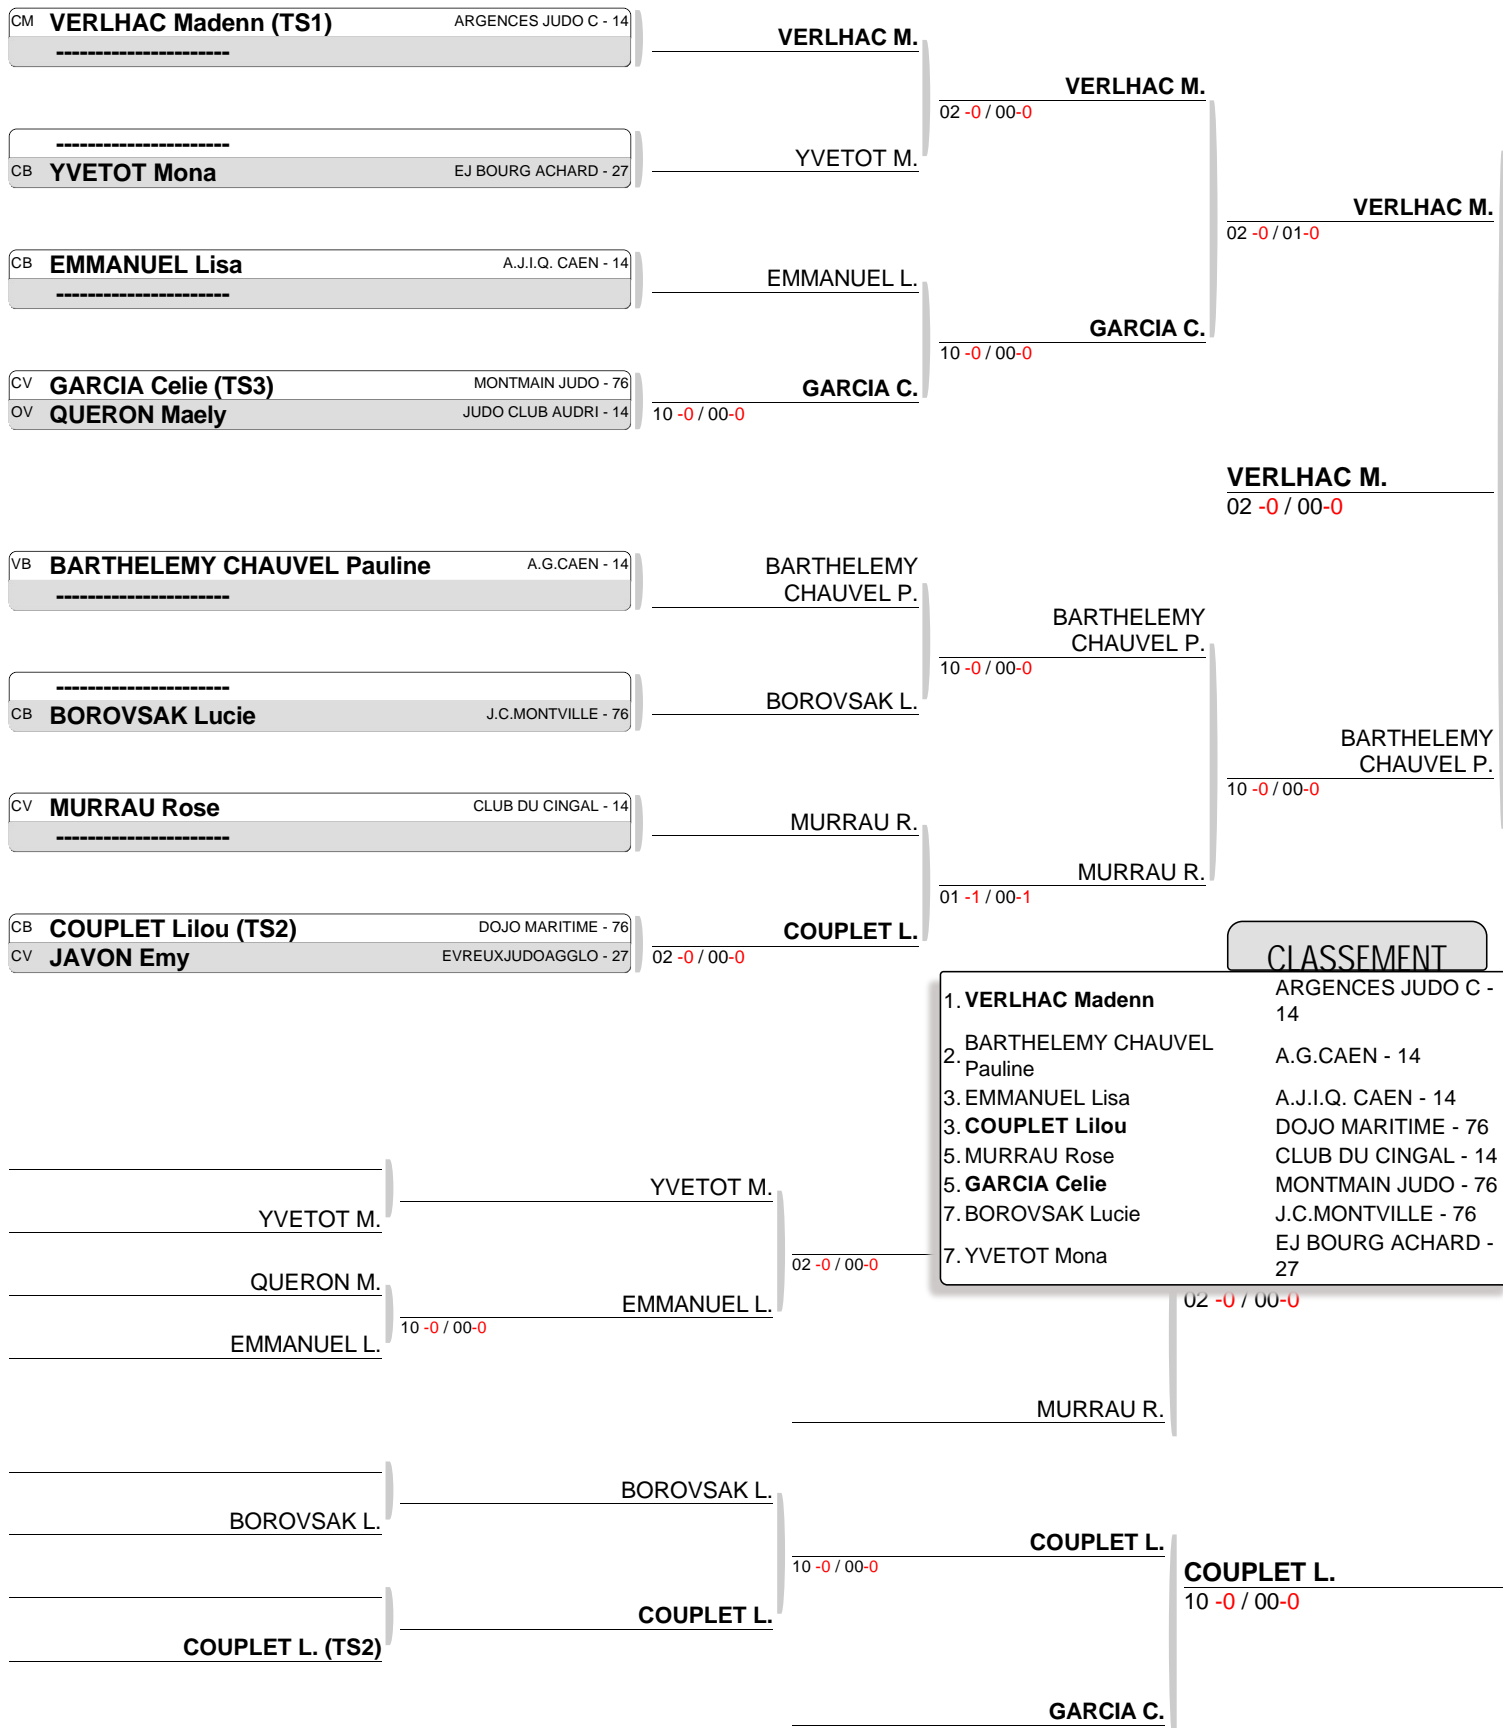 CM VERLHAC Madenn (TS1) ARGENCES JUDO C - 14
----------------------
----------------------
CB YVETOT Mona EJ BOURG ACHARD - 27
CB EMMANUEL Lisa A.J.I.Q. CAEN - 14
----------------------
CV GARCIA Celie (TS3) MONTMAIN JUDO - 76
OV QUERON Maely JUDO CLUB AUDRI - 14
VB BARTHELEMY CHAUVEL Pauline A.G.CAEN - 14
----------------------
----------------------
CB BOROVSAK Lucie J.C.MONTVILLE - 76
CV MURRAU Rose CLUB DU CINGAL - 14
----------------------
CB COUPLET Lilou (TS2) DOJO MARITIME - 76
CV JAVON Emy EVREUXJUDOAGGLO - 27
VERLHAC M.
YVETOT M.
EMMANUEL L.
GARCIA C.
10 -0 / 00-0
BARTHELEMY
CHAUVEL P.
BOROVSAK L.
MURRAU R.
COUPLET L.
02 -0 / 00-0
VERLHAC M.
02 -0 / 00-0
GARCIA C.
10 -0 / 00-0
BARTHELEMY
CHAUVEL P.
10 -0 / 00-0
MURRAU R.
01 -1 / 00-1
VERLHAC M.
02 -0 / 01-0
VERLHAC M.
02 -0 / 00-0
BARTHELEMY
CHAUVEL P.
10 -0 / 00-0
CLASSEMENT
1. VERLHAC Madenn ARGENCES JUDO C -
14
2. BARTHELEMY CHAUVEL
Pauline A.G.CAEN - 14
3. EMMANUEL Lisa A.J.I.Q. CAEN - 14
3. COUPLET Lilou DOJO MARITIME - 76
5. MURRAU Rose CLUB DU CINGAL - 14
5. GARCIA Celie MONTMAIN JUDO - 76
7. BOROVSAK Lucie J.C.MONTVILLE - 76
7. YVETOT Mona EJ BOURG ACHARD -
27
YVETOT M.
QUERON M.
EMMANUEL L.
BOROVSAK L.
COUPLET L. (TS2)
YVETOT M.
EMMANUEL L.
10 -0 / 00-0
BOROVSAK L.
COUPLET L.
02 -0 / 00-0
MURRAU R.
COUPLET L.
10 -0 / 00-0
GARCIA C.
02 -0 / 00-0
COUPLET L.
10 -0 / 00-0